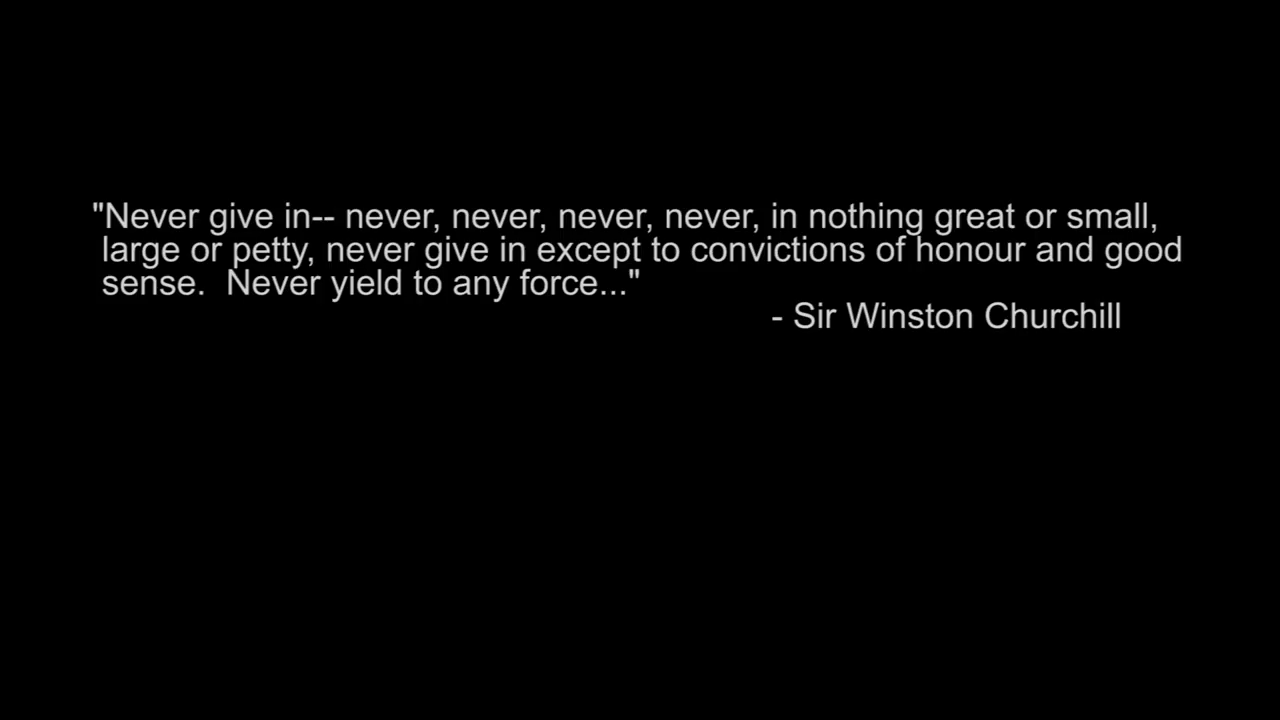 "Never give in-- never, never, never, never, in nothing great or small,
large or petty, never give in except to convictions of honour and good
sense.  Never yield to any force..."
- Sir Winston Churchill